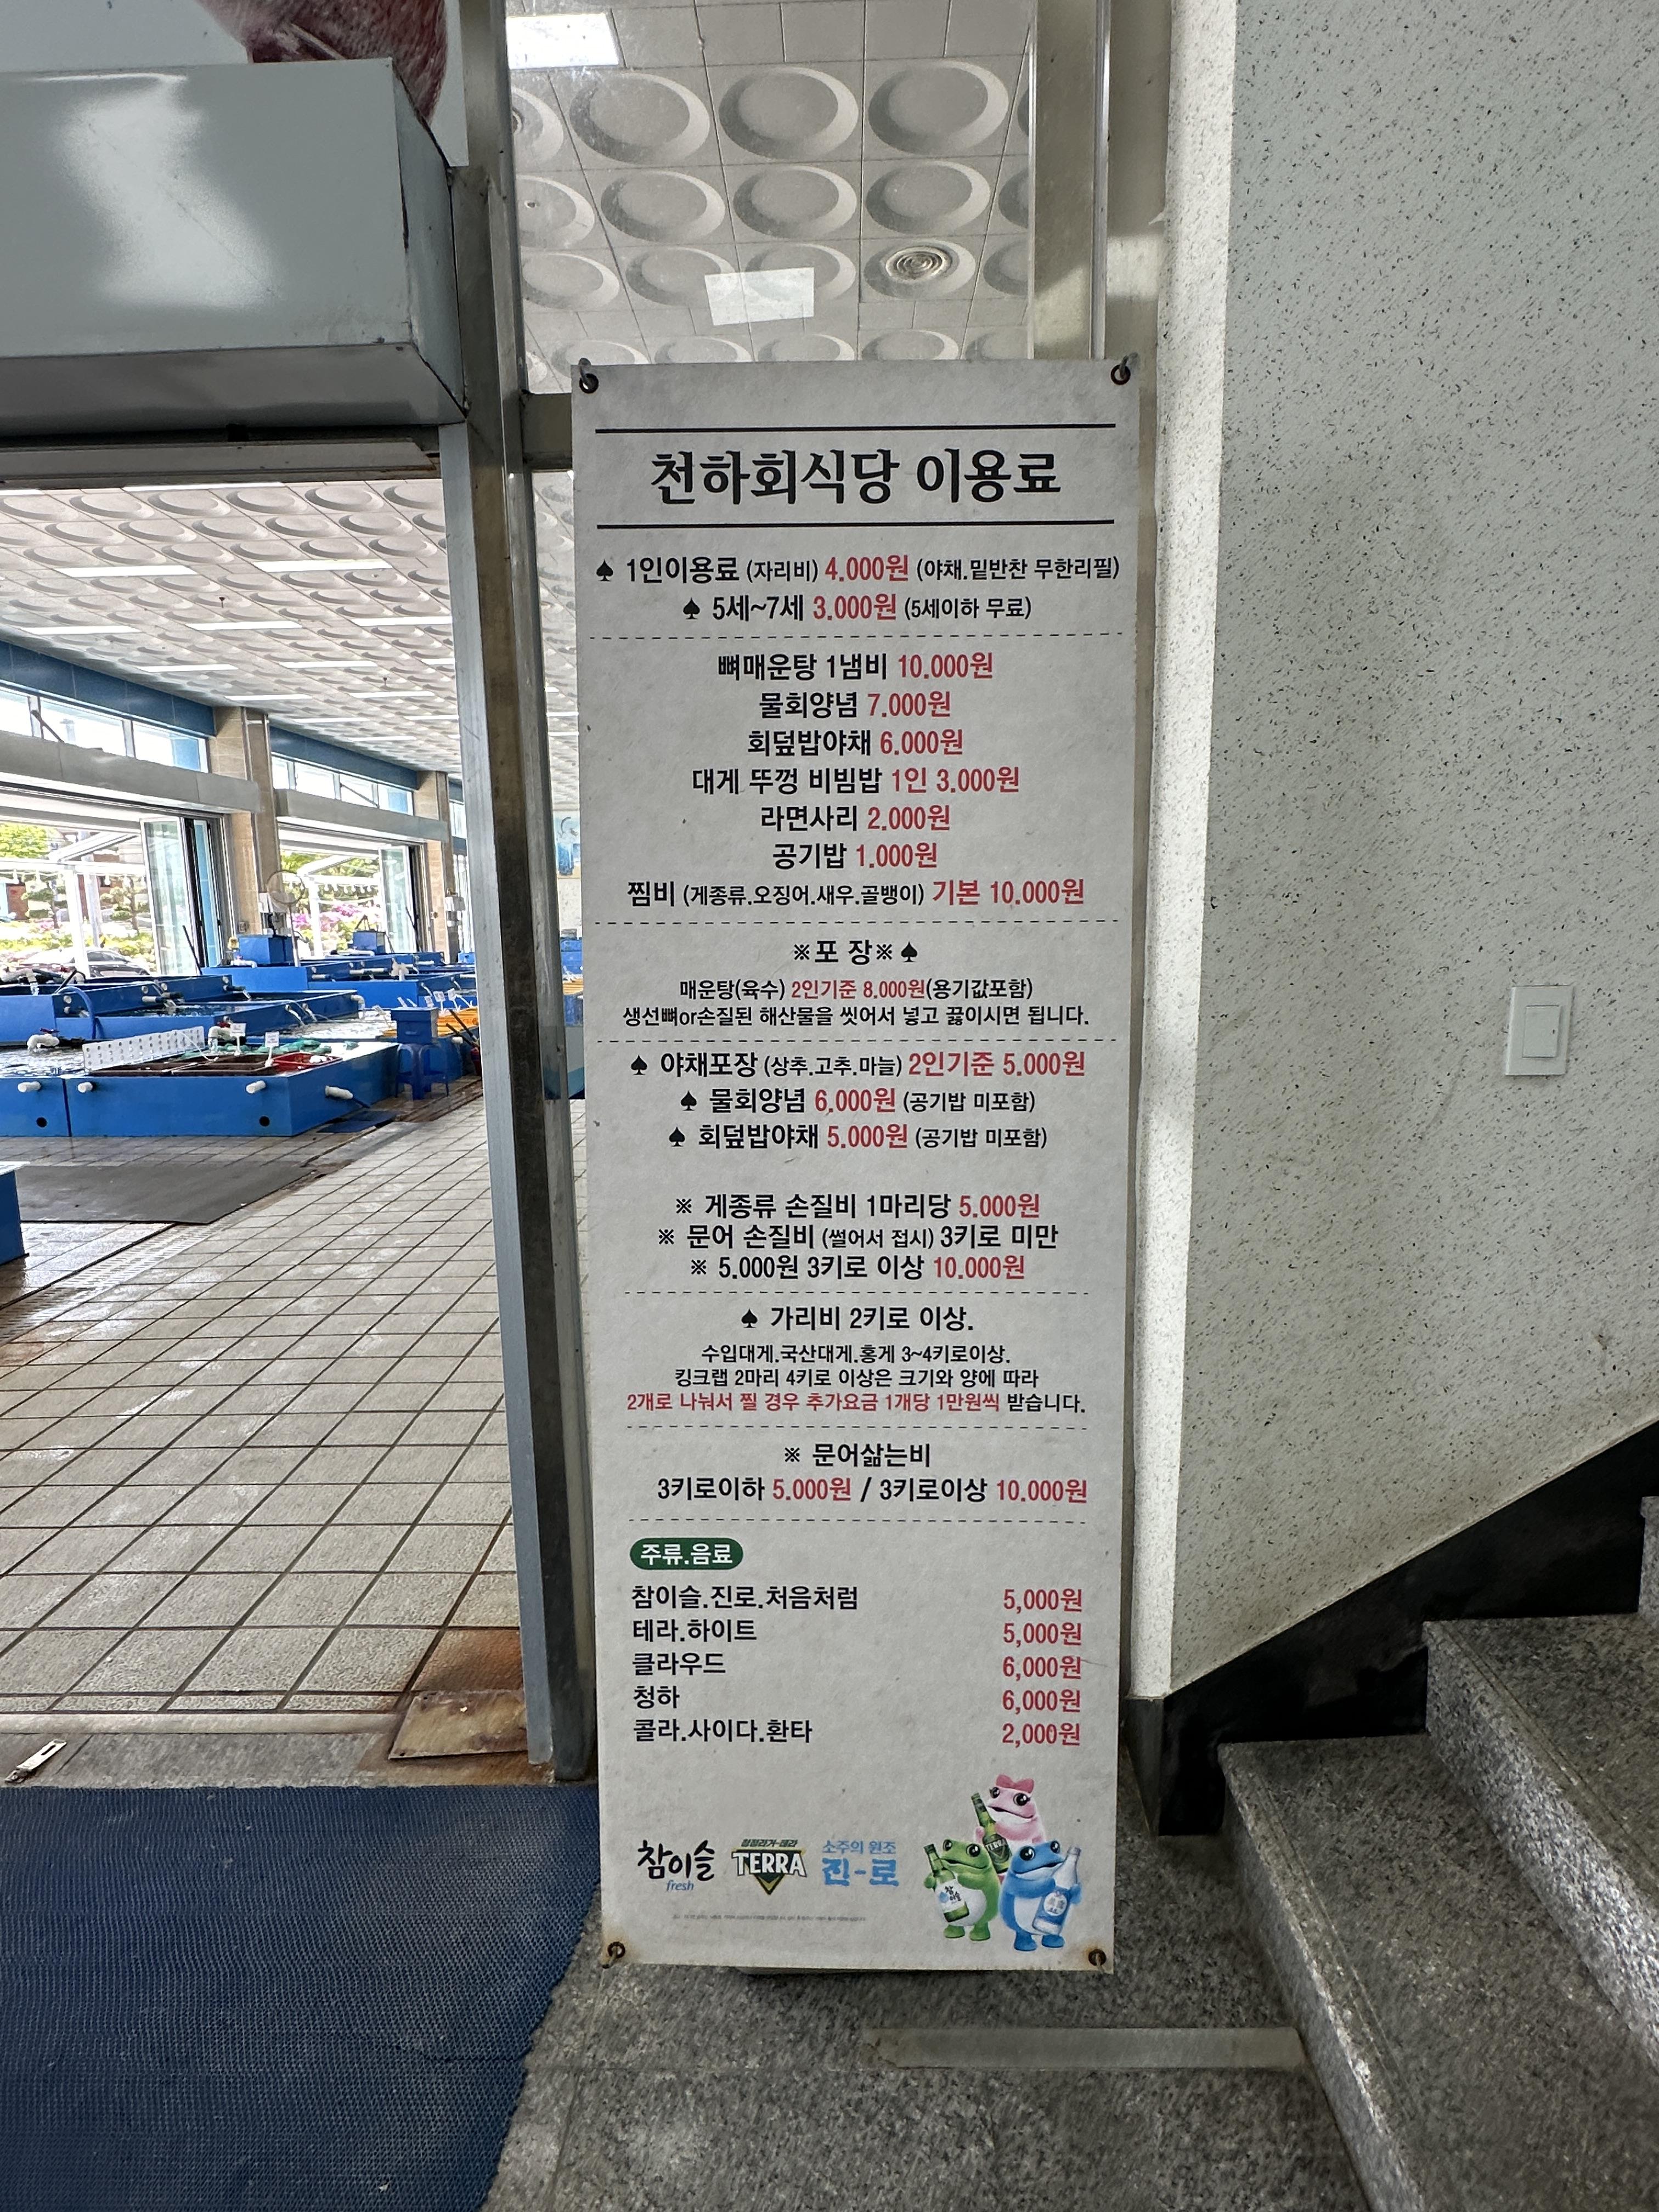 천하회식당 이용료
♠ 1인이용료 (자리비) 4.000원 (야채.밑반찬 무한리필)
♠ 5세~7세 3.000원 (5세이하 무료)
뼈매운탕 1냄비 10.000원
물회양념 7.000원
회덮밥야채 6.000원
대게 뚜껑 비빔밥 1인 3.000원
라면사리 2.000원
공기밥 1.000원
찜비 (게종류.오징어.새우.골뱅이) 기본 10.000원
※포 장※♠
매운탕(육수) 2인기준 8.000원(용기값포함)
생선뼈or손질된 해산물을 씻어서 넣고 끓이시면 됩니다.
♠ 야채포장 (상추.고추.마늘) 2인기준 5.000원
♠ 물회양념 6.000원 (공기밥 미포함)
♠ 회덮밥야채 5.000원 (공기밥 미포함)
※ 게종류 손질비 1마리당 5.000원
※ 문어 손질비 (썰어서 접시) 3키로 미만
※ 5.000원 3키로 이상 10.000원
♠ 가리비 2키로 이상.
수입대게.국산대게.홍게 3~4키로이상.
킹크랩 2마리 4키로 이상은 크기와 양에 따라
2개로 나눠서 찔 경우 추가요금 1개당 1만원씩 받습니다.
※ 문어삶는비
3키로이하 5.000원 / 3키로이상 10.000원
주류.음료
참이슬.진로.처음처럼 5,000원
테라.하이트 5,000원
클라우드 6,000원
청하 6,000원
콜라.사이다.환타 2,000원
참이슬 fresh
청정라거-테라 TERRA
소주의 원조 진-로